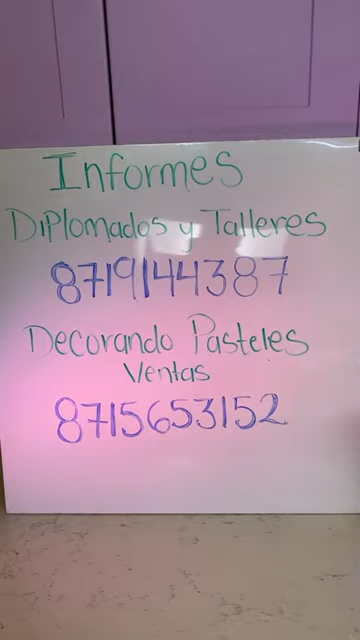 Informes
Diplomados y Talleres
8719144387
Decorando Pasteles
Ventas
8715653152